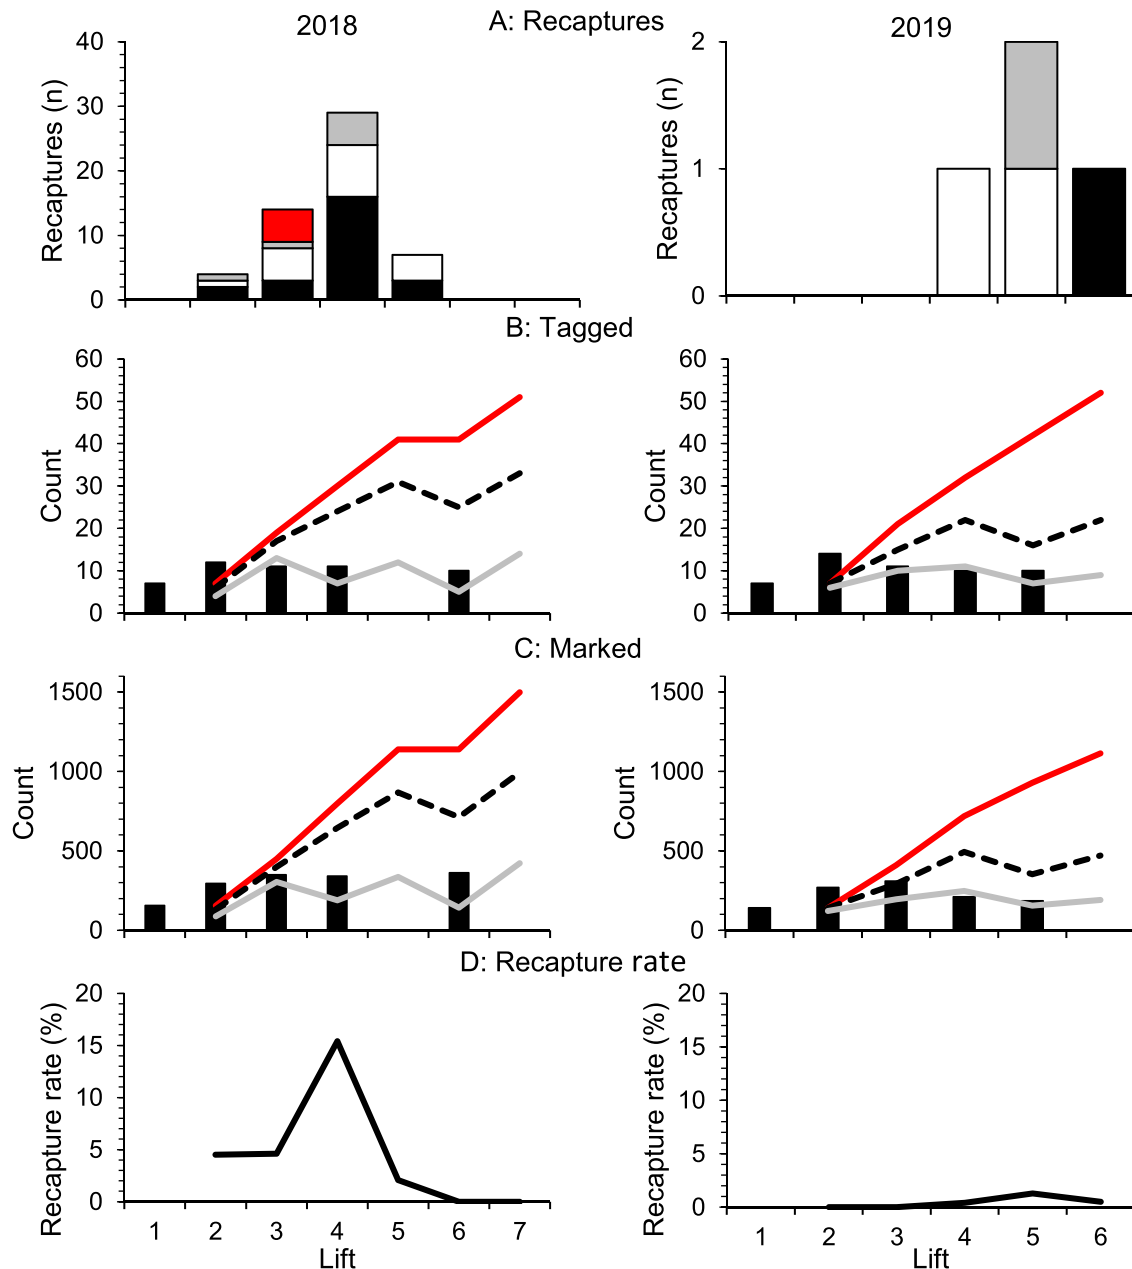 A: Recaptures
2018
2019
Recaptures (n)
40
30
20
10
0
Recaptures (n)
2
1
0
B: Tagged
Count
60
50
40
30
20
10
0
Count
60
50
40
30
20
10
0
C: Marked
Count
1500
1000
500
0
Count
1500
1000
500
0
D: Recapture rate
Recapture rate (%)
20
15
10
5
0
1 2 3 4 5 6 7
Lift
Recapture rate (%)
20
15
10
5
0
1 2 3 4 5 6
Lift